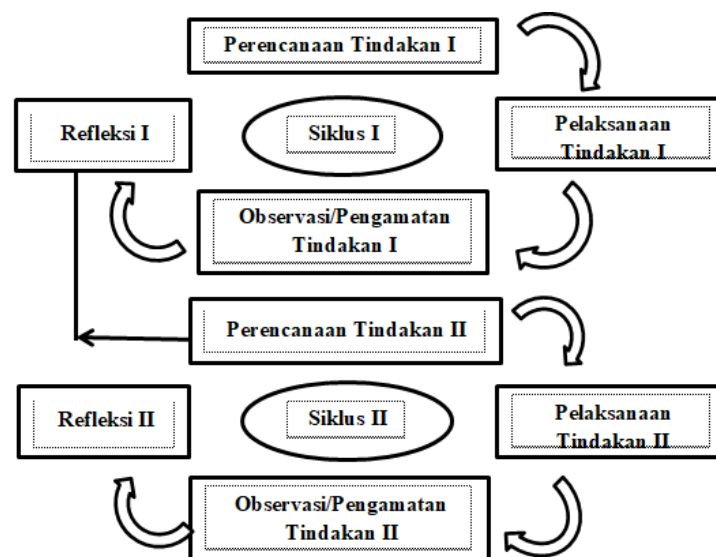 Perencanaan Tindakan I
Refleksi I
Siklus I
Pelaksanaan
Tindakan I
Observasi/Pengamatan
Tindakan I
Perencanaan Tindakan II
Refleksi II
Siklus II
Pelaksanaan
Tindakan II
Observasi/Pengamatan
Tindakan II